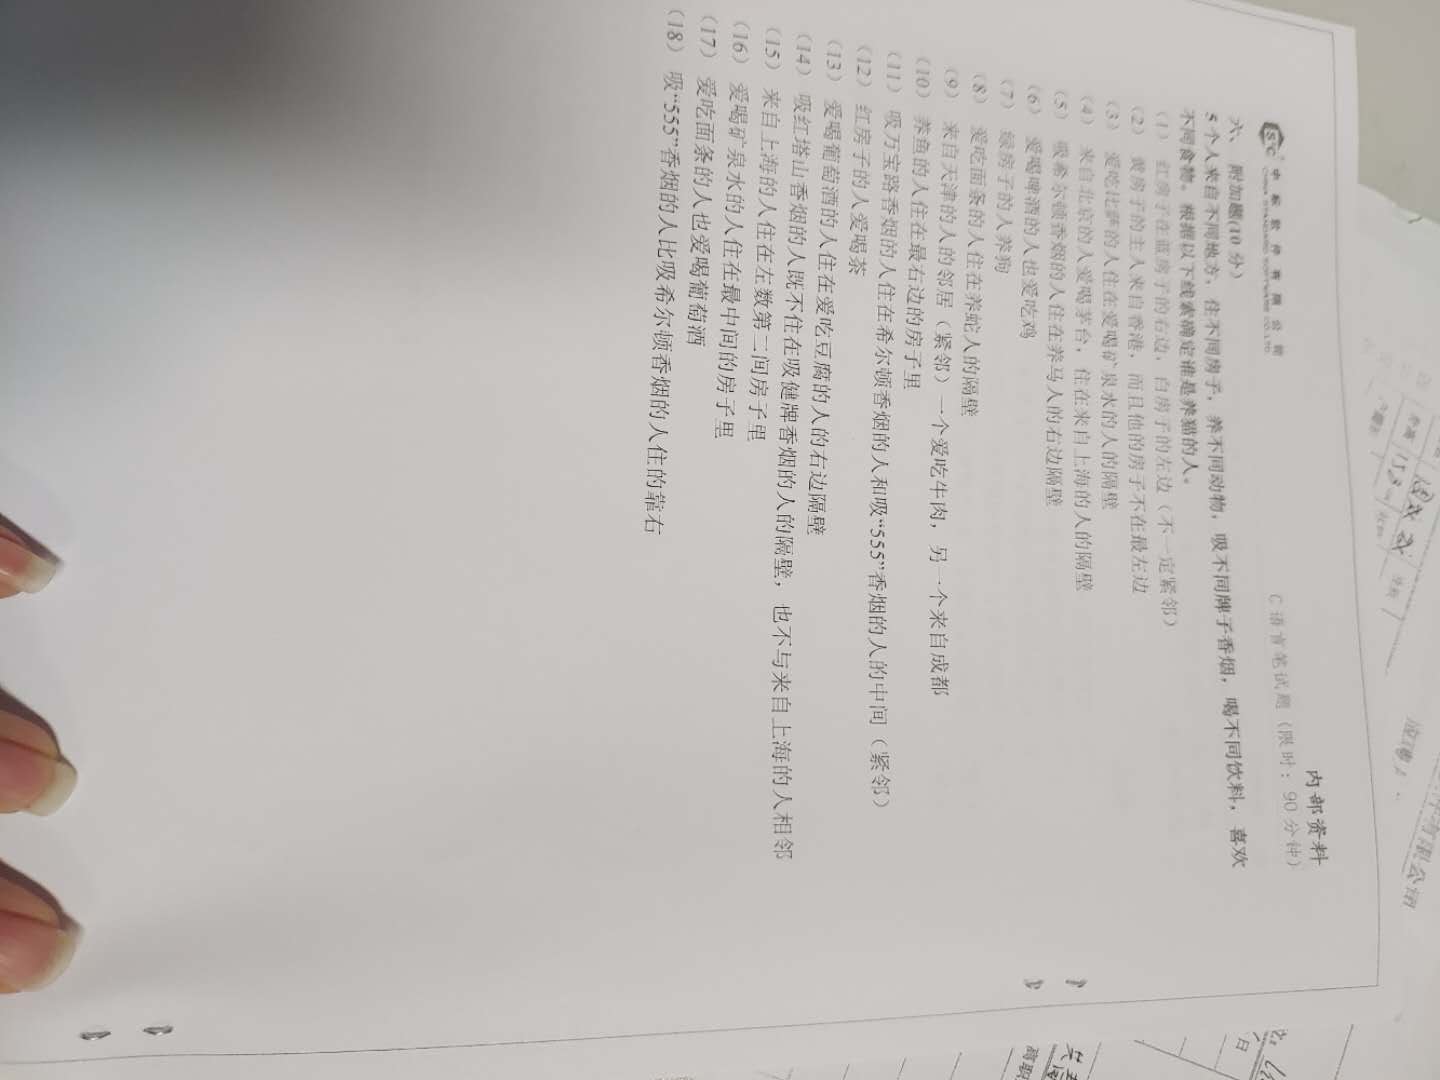 中标软件有限公司
CHINA STANDARD SOFTWARE CO.,LTD.
内部资料
C语言笔试题（限时：90分钟）
六、附加题(10分)
5个人来自不同地方，住不同房子，养不同动物，吸不同牌子香烟，喝不同饮料，喜欢
不同食物。根据以下线索确定谁是养猫的人。
（1） 红房子在蓝房子的右边，白房子的左边（不一定紧邻）
（2） 黄房子的主人来自香港，而且他的房子不在最左边
（3） 爱吃比萨的人住在爱喝矿泉水的人的隔壁
（4） 来自北京的人爱喝茅台，住在来自上海的人的隔壁
（5） 吸希尔顿香烟的人住在养马人的右边隔壁
（6） 爱喝啤酒的人也爱吃鸡
（7） 绿房子的人养狗
（8） 爱吃面条的人住在养蛇人的隔壁
（9） 来自天津的人的邻居（紧邻）一个爱吃牛肉，另一个来自成都
（10） 养鱼的人住在最右边的房子里
（11） 吸万宝路香烟的人住在希尔顿香烟的人和吸“555”香烟的人的中间（紧邻）
（12） 红房子的人爱喝茶
（13） 爱喝葡萄酒的人住在爱吃豆腐的人的右边隔壁
（14） 吸红塔山香烟的人既不住在吸健牌香烟的人的隔壁，也不与来自上海的人相邻
（15） 来自上海的人住在左数第二间房子里
（16） 爱喝矿泉水的人住在最中间的房子里
（17） 爱吃面条的人也爱喝葡萄酒
（18） 吸“555”香烟的人比吸希尔顿香烟的人住的靠右